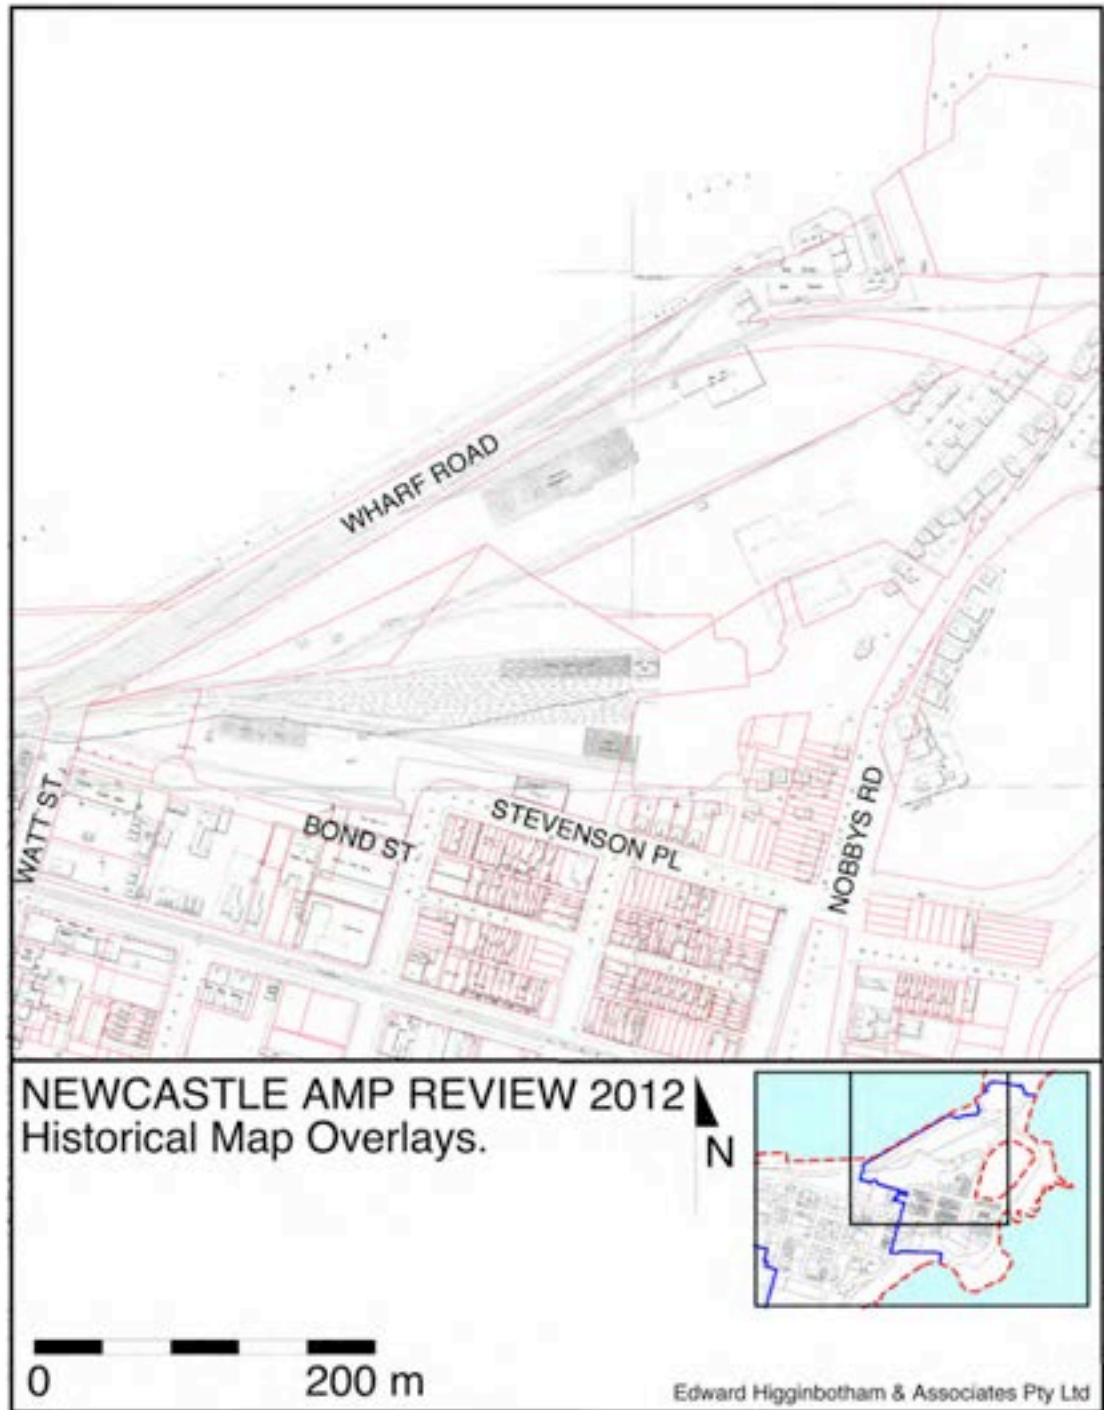 WHARF ROAD
WATT ST
BOND ST
STEVENSON PL
NOBBYS RD
NEWCASTLE AMP REVIEW 2012
Historical Map Overlays.
N
0 200 m
Edward Higginbotham & Associates Pty Ltd